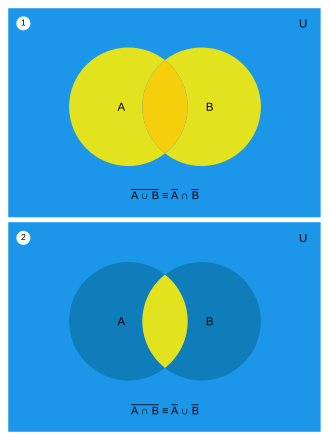 1
U
A B
A̅ ̅∪̅ ̅B̅ ≡ A̅ ∩ B̅
2
U
A B
A̅ ̅∩̅ ̅B̅ ≡ A̅ ∪ B̅